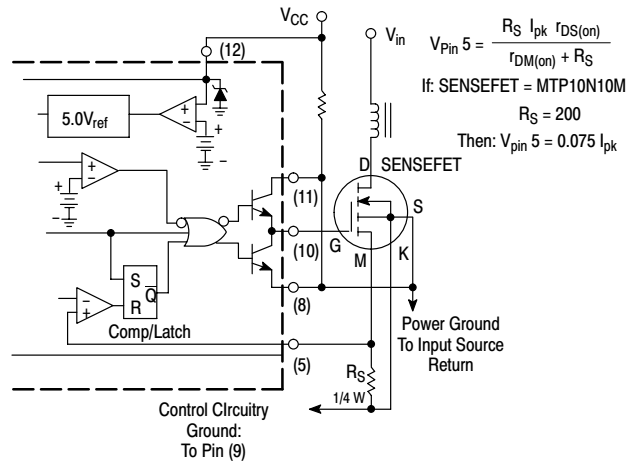 V_CC
(12)
V_in
V_Pin 5 = R_S I_pk r_DS(on) / r_DM(on) + R_S
If: SENSEFET = MTP10N10M
R_S = 200
Then: V_pin 5 = 0.075 I_pk
5.0V_ref
+
−
+
−
+
−
+
−
D SENSEFET
(11)
S
(10)
G
M
K
S
Q̅
R
(8)
−
+
Comp/Latch
(5)
Power Ground
To Input Source
Return
R_S
1/4 W
Control CIrcuitry
Ground:
To Pin (9)